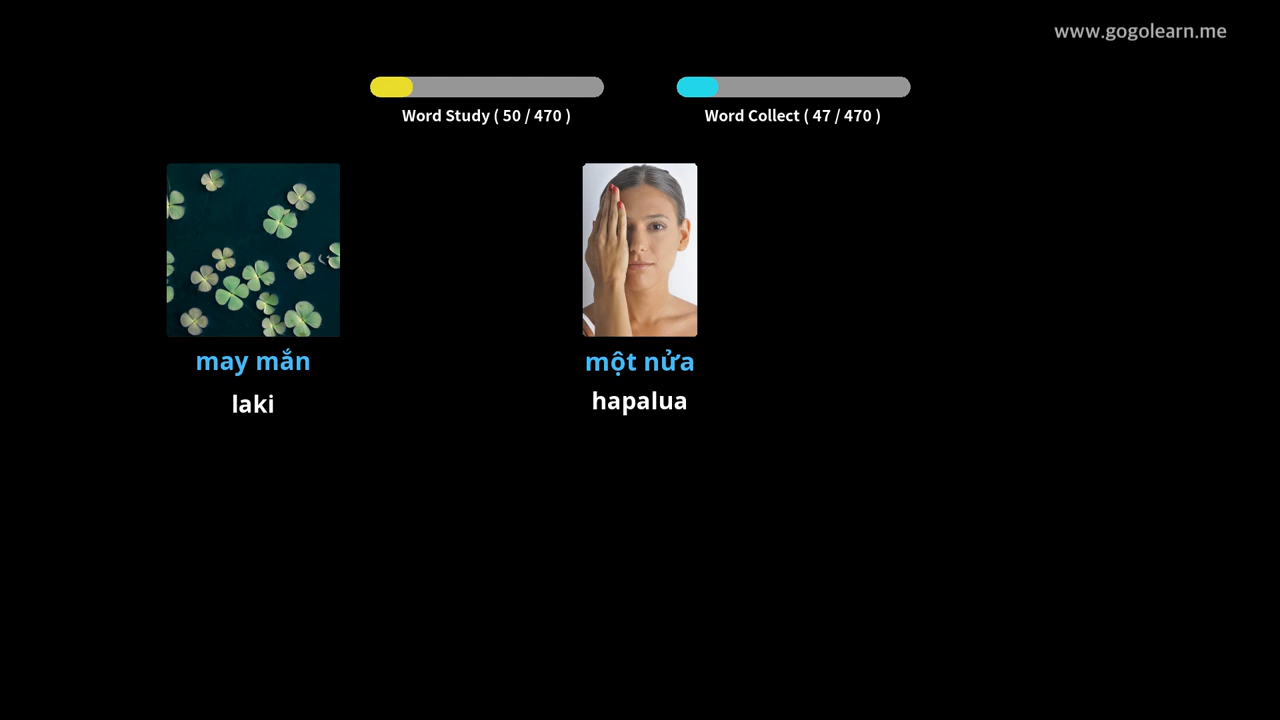 www.gogolearn.me
Word Study ( 50 / 470 )
Word Collect ( 47 / 470 )
may mắn
laki
một nửa
hapalua